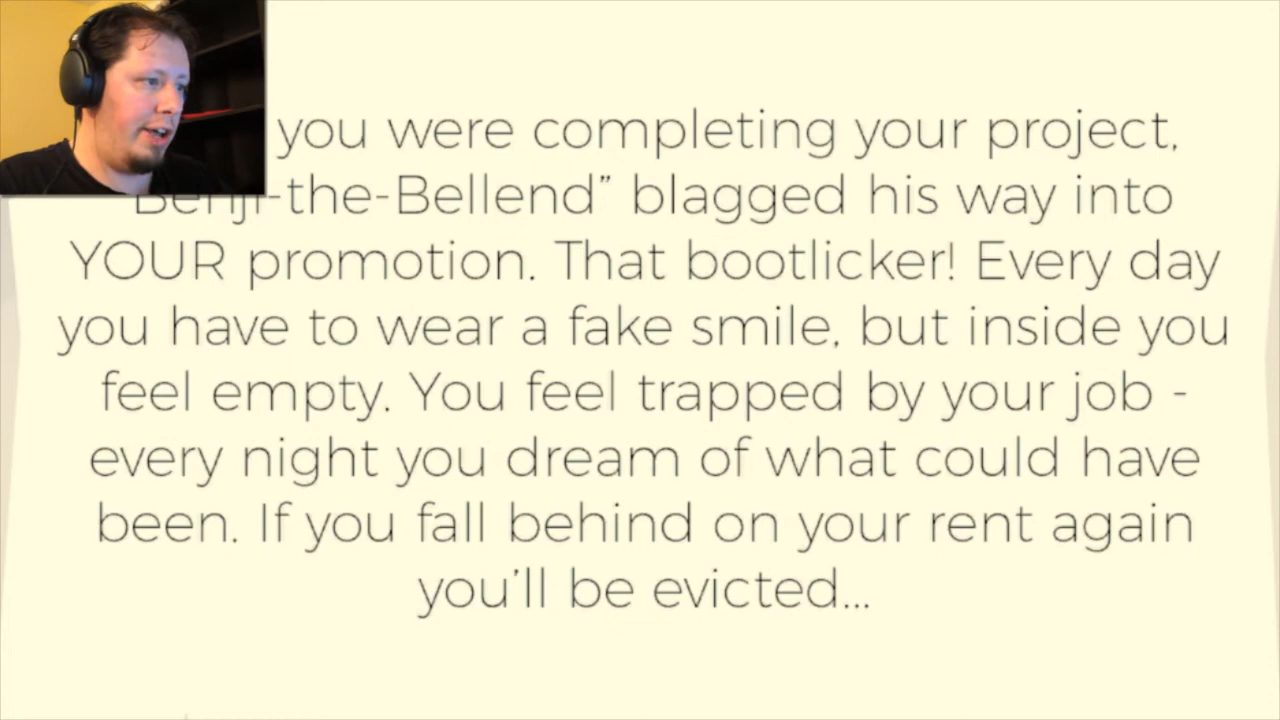 you were completing your project,
"Benji-the-Bellend” blagged his way into
YOUR promotion. That bootlicker! Every day
you have to wear a fake smile, but inside you
feel empty. You feel trapped by your job -
every night you dream of what could have
been. If you fall behind on your rent again
you’ll be evicted...